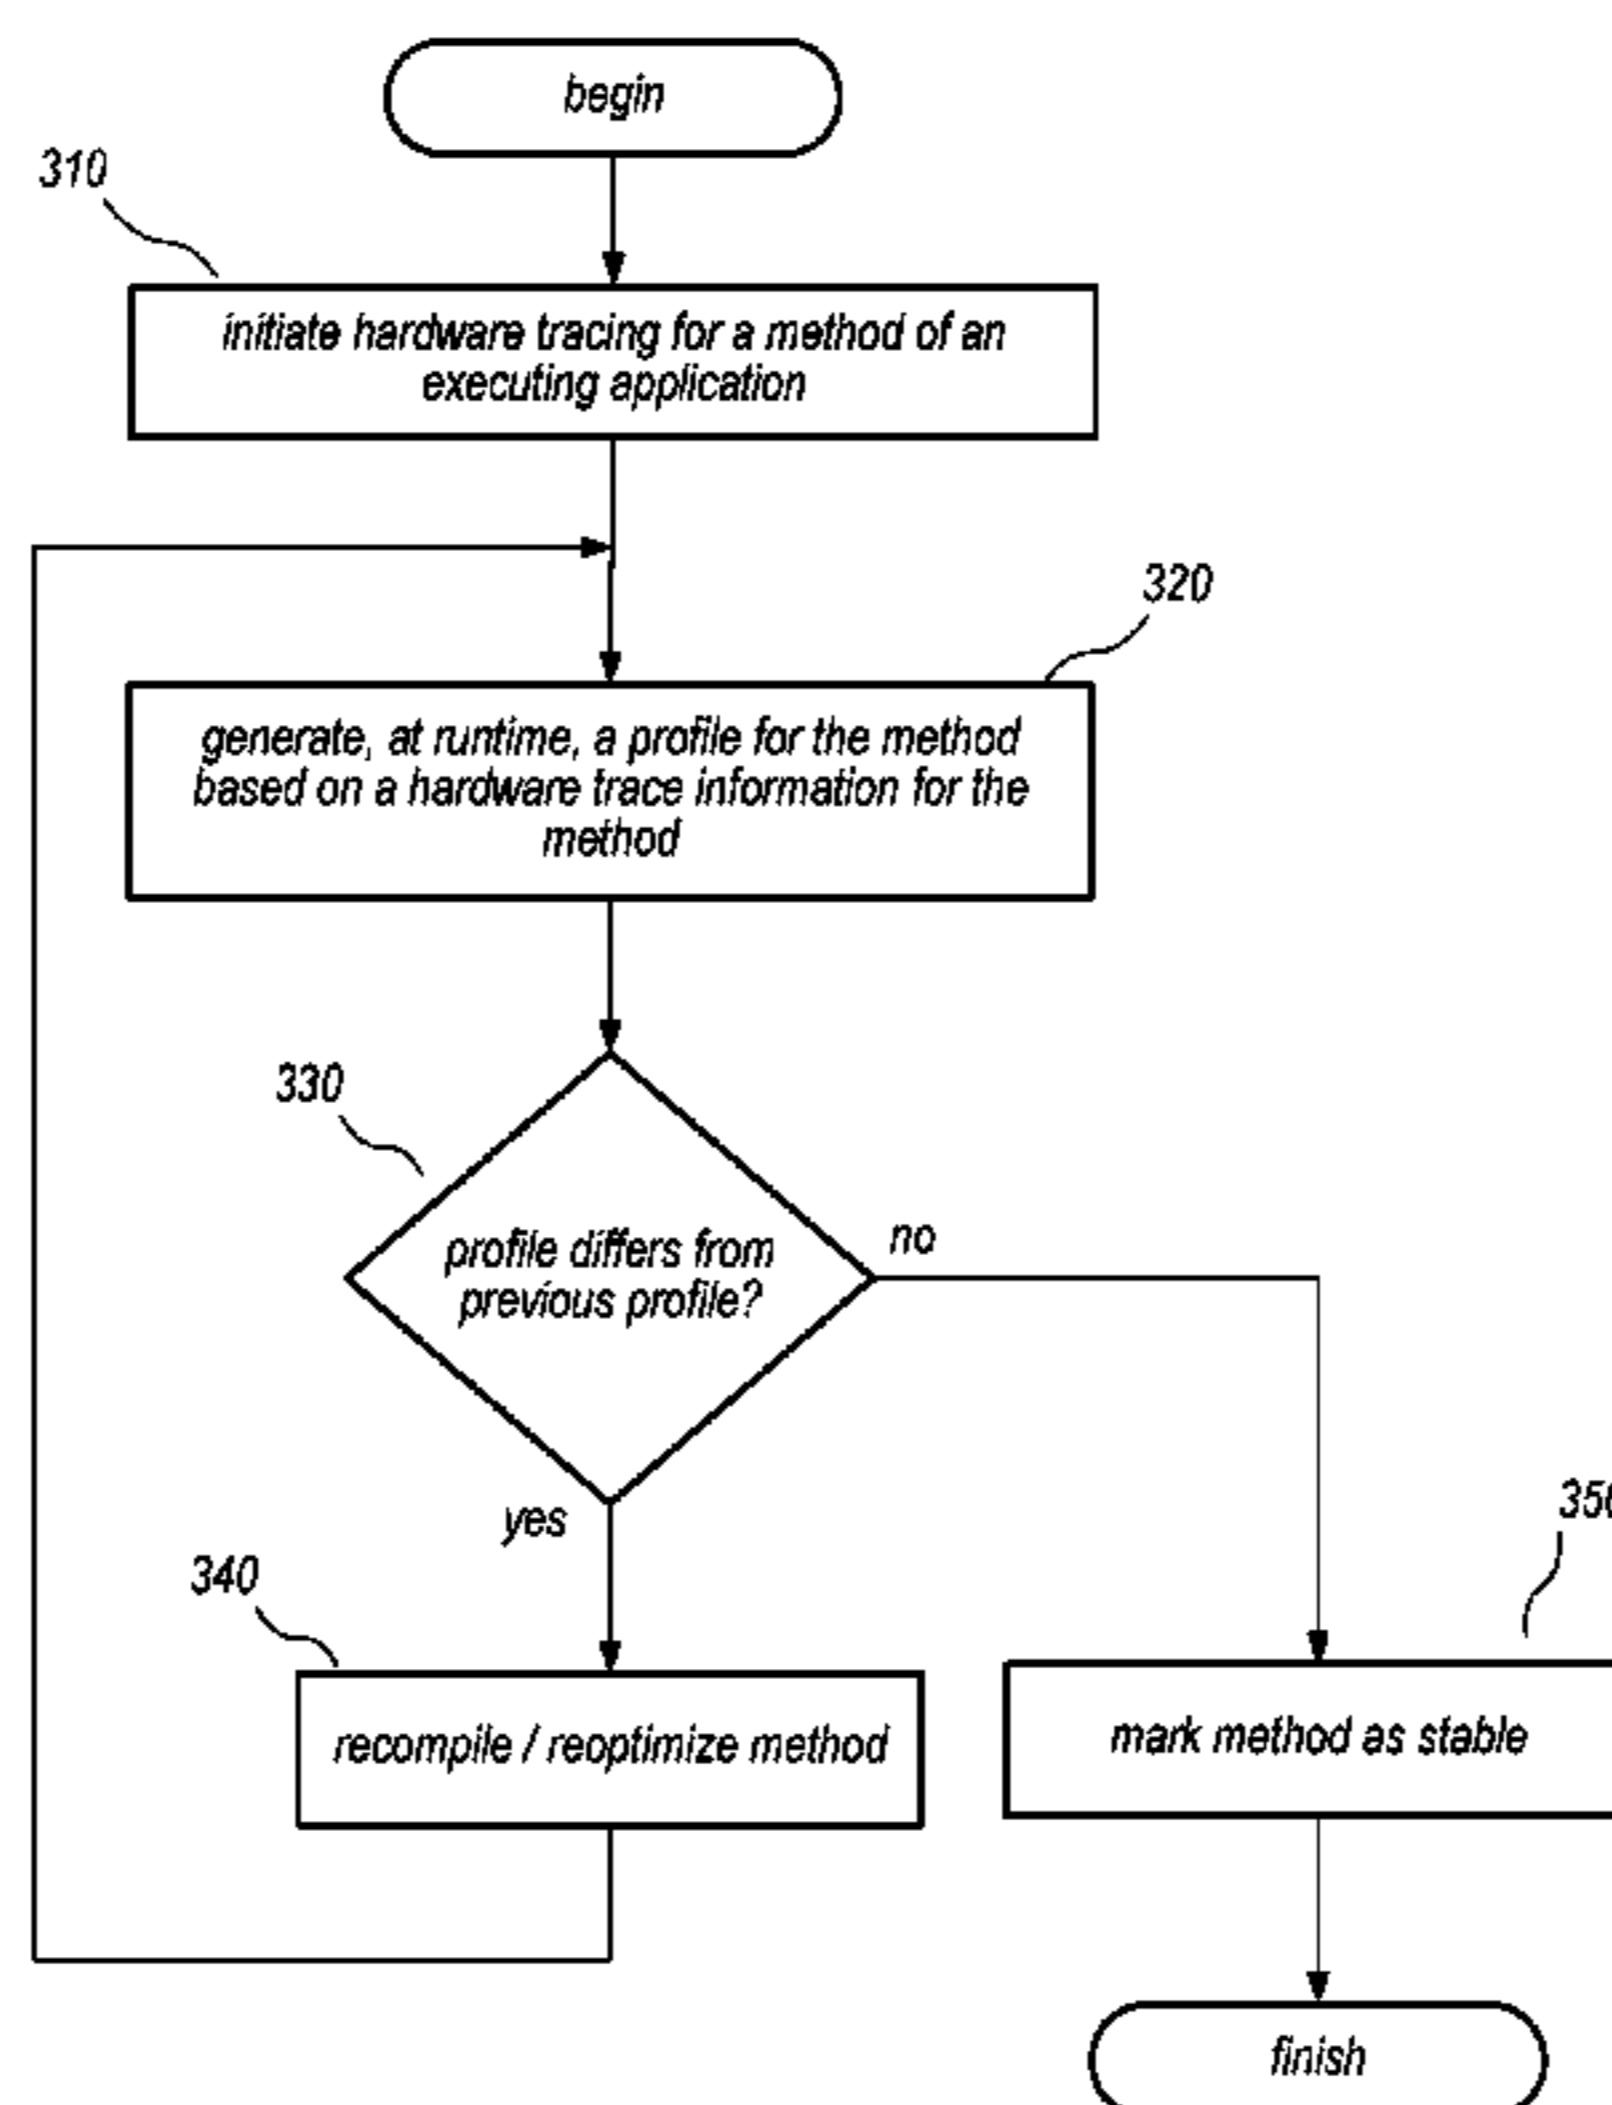 begin
310
initiate hardware tracing for a method of an
executing application
320
generate, at runtime, a profile for the method
based on a hardware trace information for the
method
330
profile differs from
previous profile?
no
yes
340
recompile / reoptimize method
mark method as stable
finish